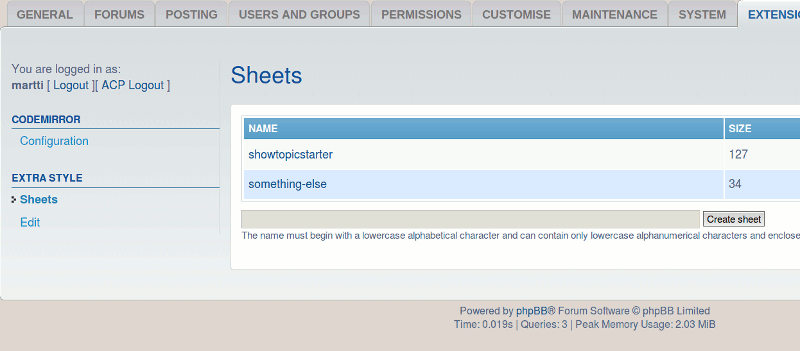 GENERAL FORUMS POSTING USERS AND GROUPS PERMISSIONS CUSTOMISE MAINTENANCE SYSTEM EXTENSIO
You are logged in as:
martti [ Logout ][ ACP Logout ]
CODEMIRROR
Configuration
EXTRA STYLE
Sheets
Edit
Sheets
NAME SIZE
showtopicstarter 127
something-else 34
Create sheet
The name must begin with a lowercase alphabetical character and can contain only lowercase alphanumerical characters and enclose
Powered by phpBB® Forum Software © phpBB Limited
Time: 0.019s | Queries: 3 | Peak Memory Usage: 2.03 MiB